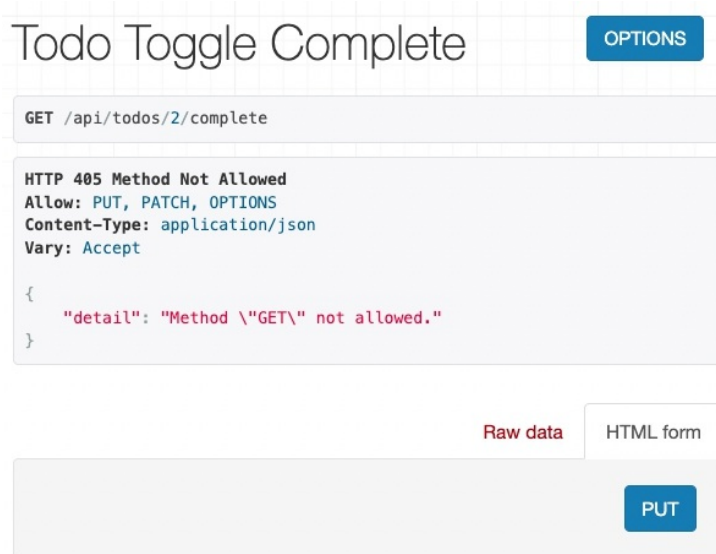 Todo Toggle Complete
OPTIONS
GET /api/todos/2/complete
HTTP 405 Method Not Allowed
Allow: PUT, PATCH, OPTIONS
Content-Type: application/json
Vary: Accept
{
"detail": "Method \"GET\" not allowed."
}
Raw data
HTML form
PUT